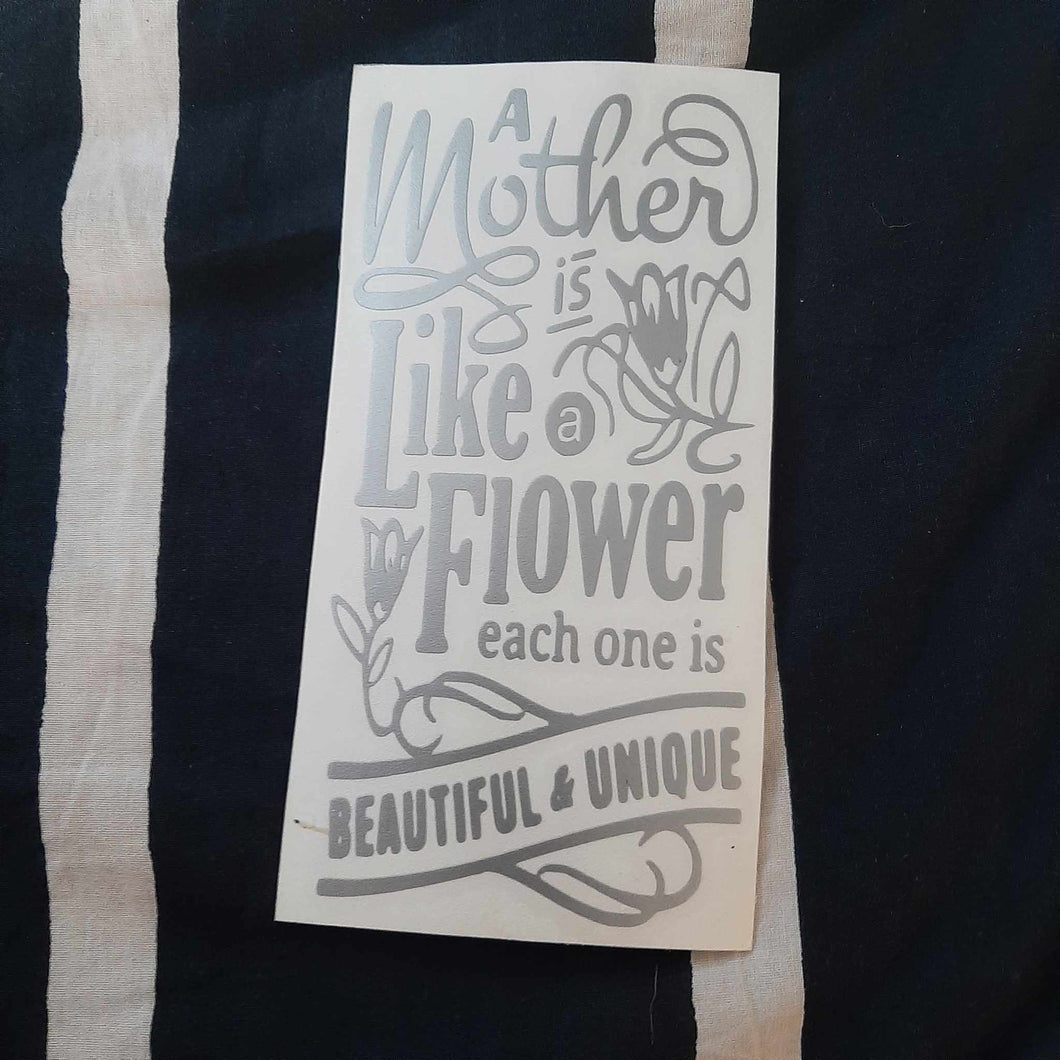 A
Mother
is
Like a
Flower
each one is
BEAUTIFUL & UNIQUE